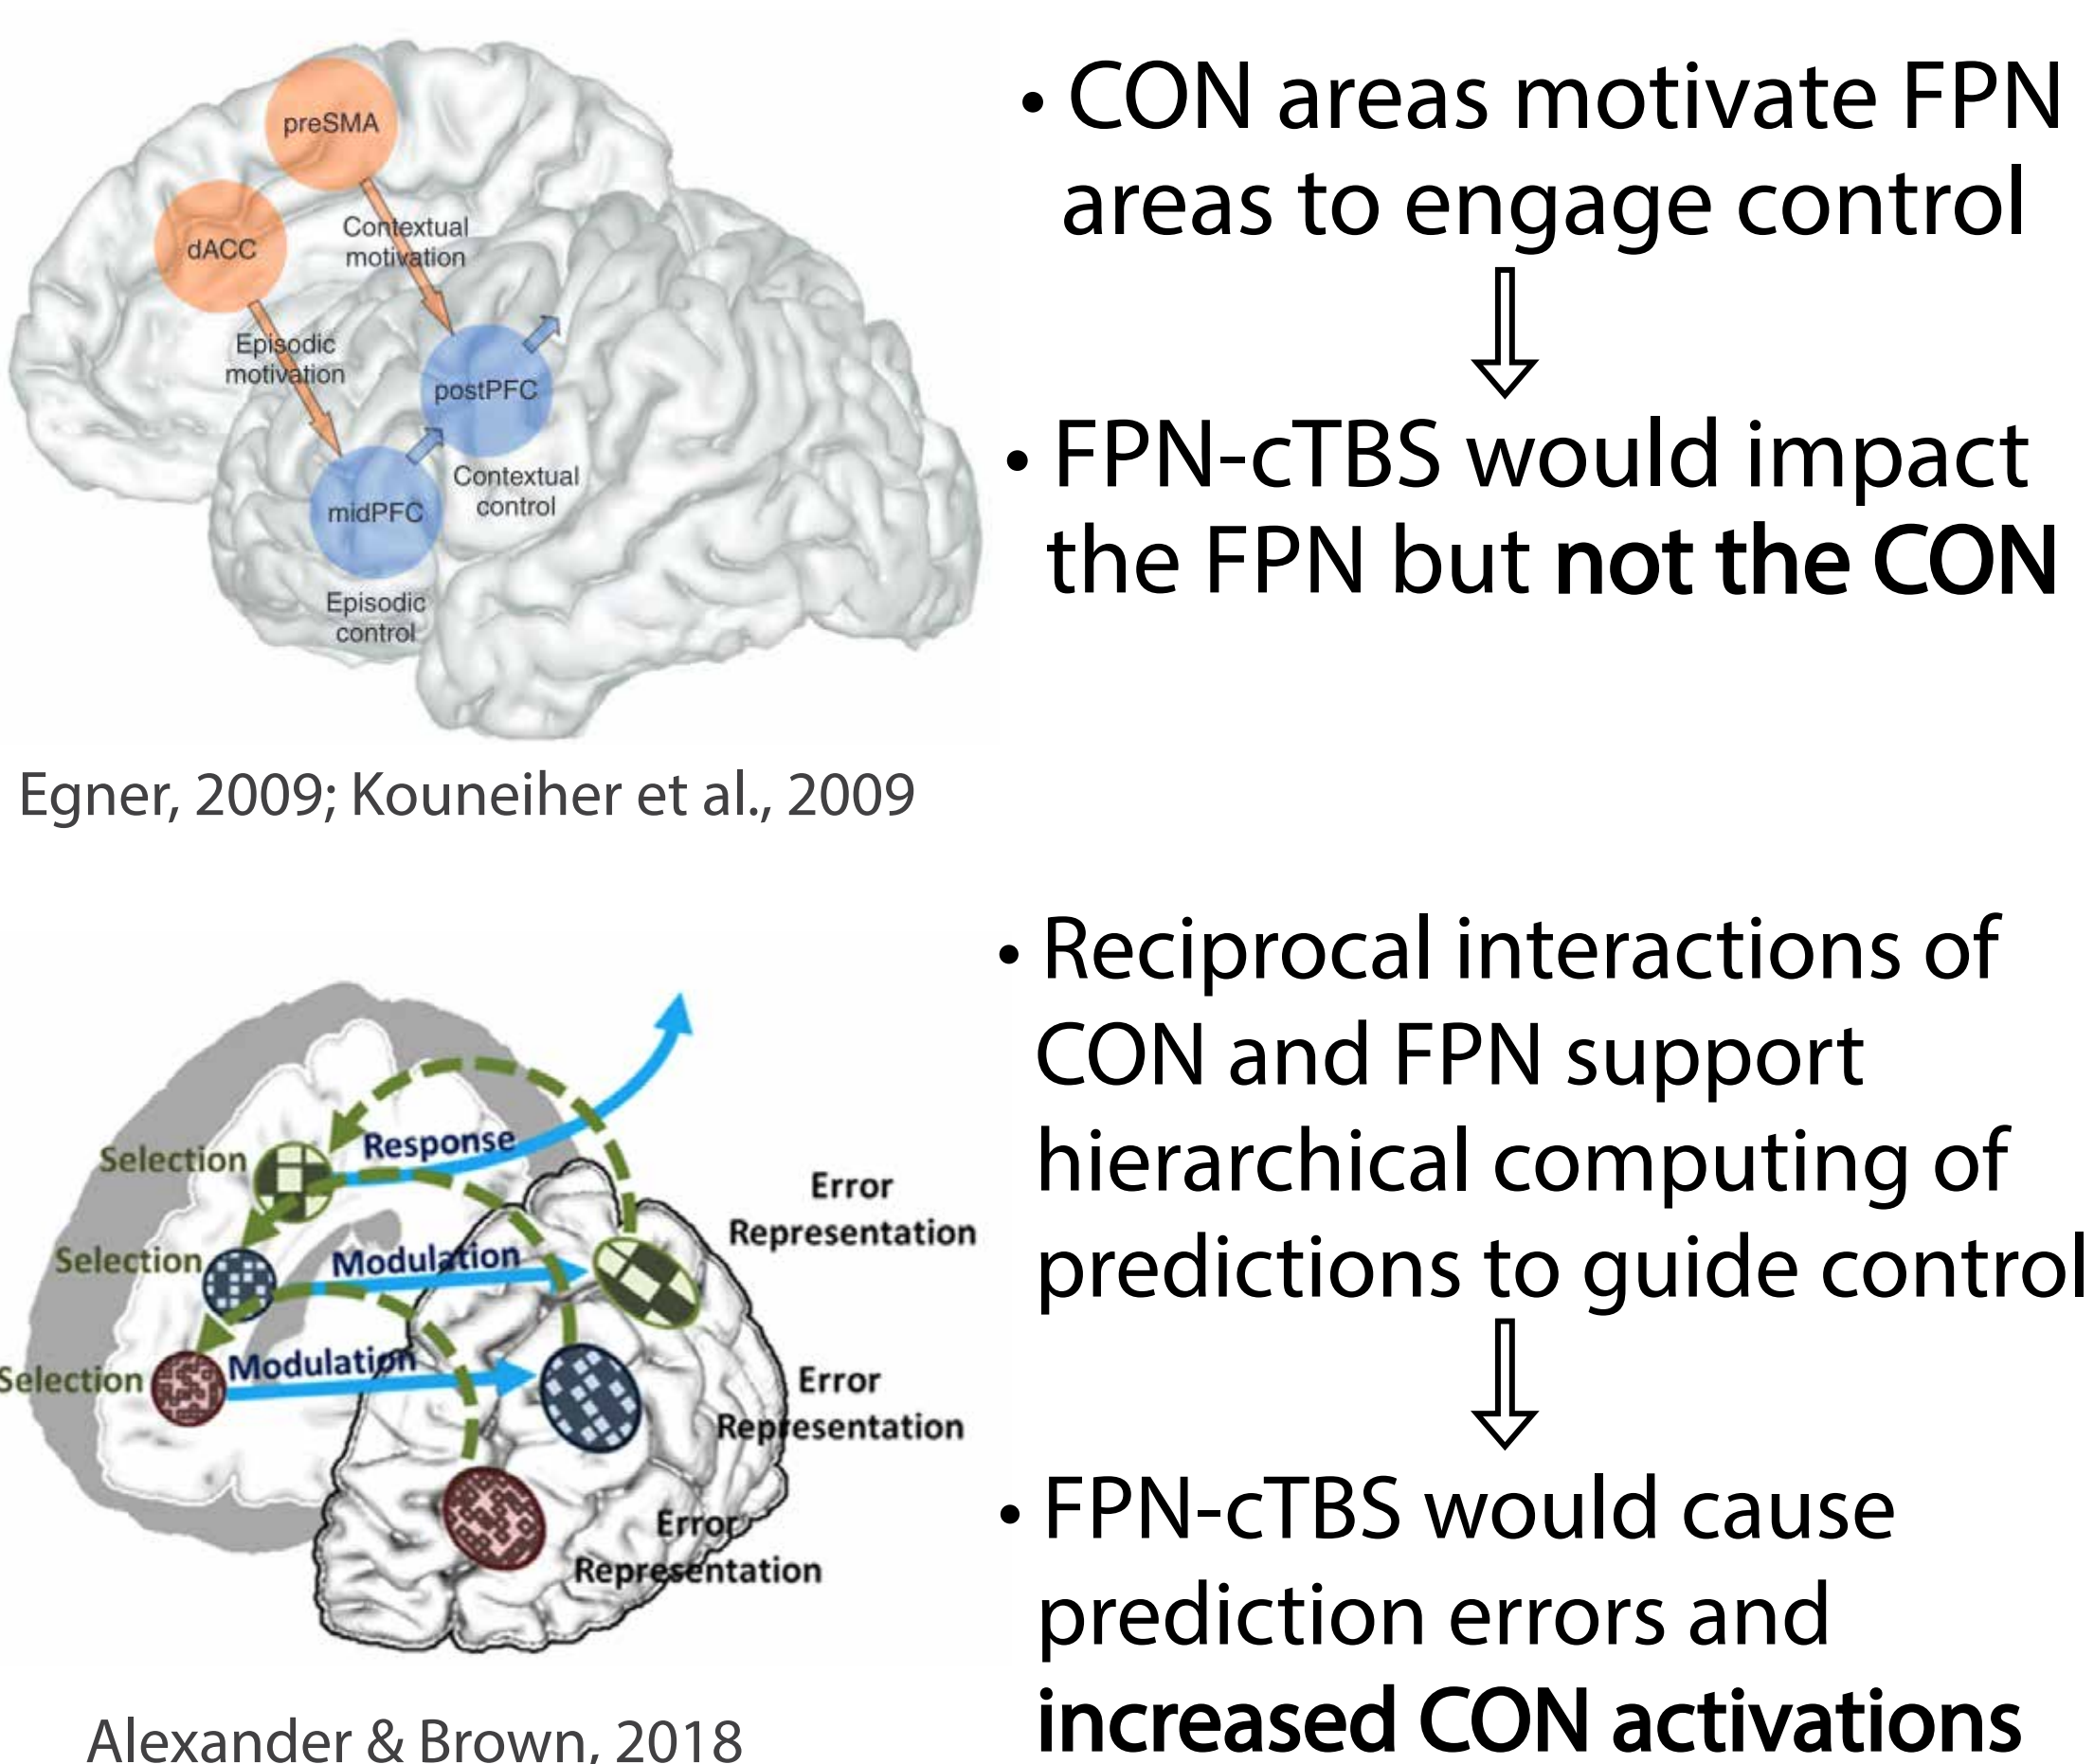 preSMA
dACC
Contextual
motivation
Episodic
motivation
postPFC
Contextual
control
midPFC
Episodic
control
Egner, 2009; Kouneiher et al., 2009
• CON areas motivate FPN
areas to engage control
• FPN-cTBS would impact
the FPN but not the CON
Selection
Response
Error
Representation
Selection
Modulation
Selection
Modulation
Error
Representation
Error
Representation
Alexander & Brown, 2018
• Reciprocal interactions of
CON and FPN support
hierarchical computing of
predictions to guide control
• FPN-cTBS would cause
prediction errors and
increased CON activations